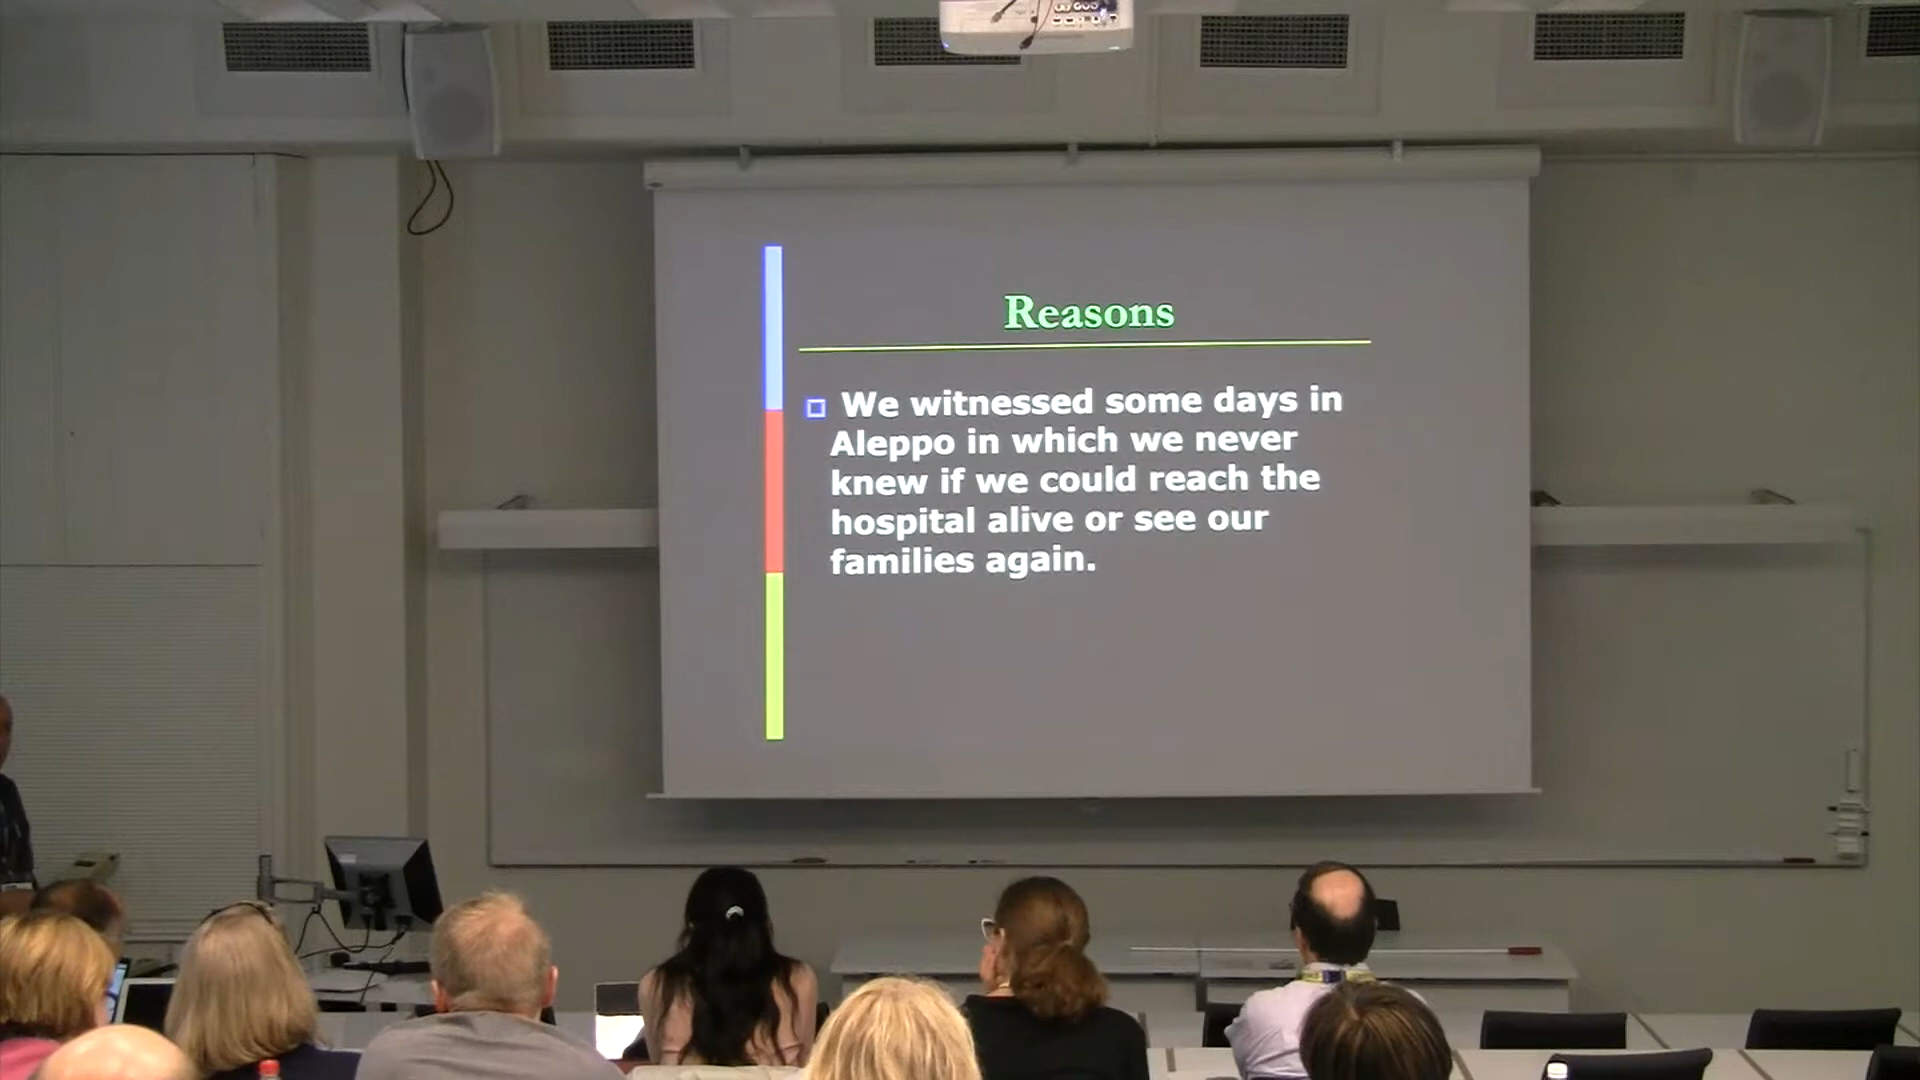 Reasons
We witnessed some days in
Aleppo in which we never
knew if we could reach the
hospital alive or see our
families again.